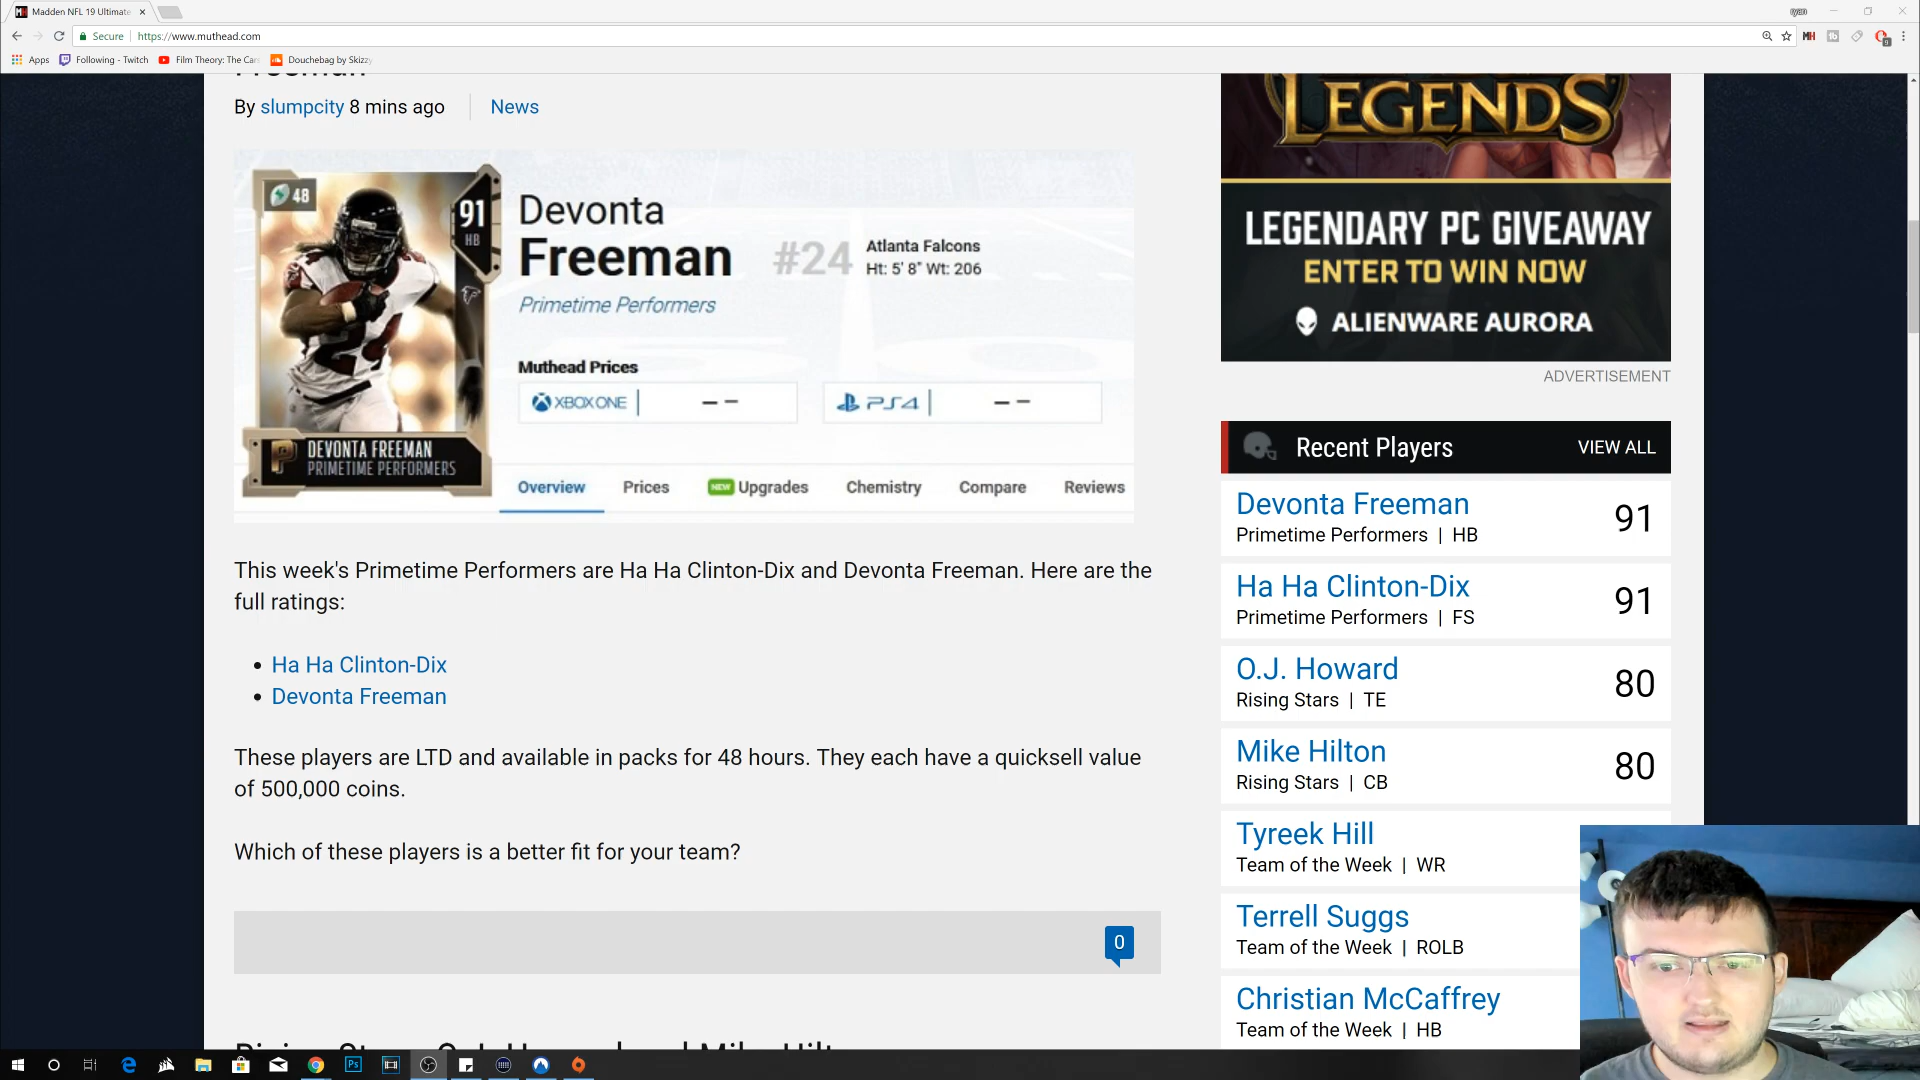 Madden NFL 19 Ultimate
ryan
Secure
https://www.muthead.com
Apps
Following - Twitch
Film Theory: The Car
Douchebag by Skizzy
By slumpcity 8 mins ago
News
48
91
HB
DEVONTA FREEMAN
PRIMETIME PERFORMERS
Devonta
Freeman
#24
Atlanta Falcons
Ht: 5' 8" Wt: 206
Primetime Performers
Muthead Prices
XBOX ONE
– –
PS4
– –
Overview
Prices
NEW Upgrades
Chemistry
Compare
Reviews
This week's Primetime Performers are Ha Ha Clinton-Dix and Devonta Freeman. Here are the
full ratings:
• Ha Ha Clinton-Dix
• Devonta Freeman
These players are LTD and available in packs for 48 hours. They each have a quicksell value
of 500,000 coins.
Which of these players is a better fit for your team?
0
LEGENDS
LEGENDARY PC GIVEAWAY
ENTER TO WIN NOW
ALIENWARE AURORA
ADVERTISEMENT
Recent Players
VIEW ALL
Devonta Freeman
Primetime Performers | HB
91
Ha Ha Clinton-Dix
Primetime Performers | FS
91
O.J. Howard
Rising Stars | TE
80
Mike Hilton
Rising Stars | CB
80
Tyreek Hill
Team of the Week | WR
Terrell Suggs
Team of the Week | ROLB
Christian McCaffrey
Team of the Week | HB